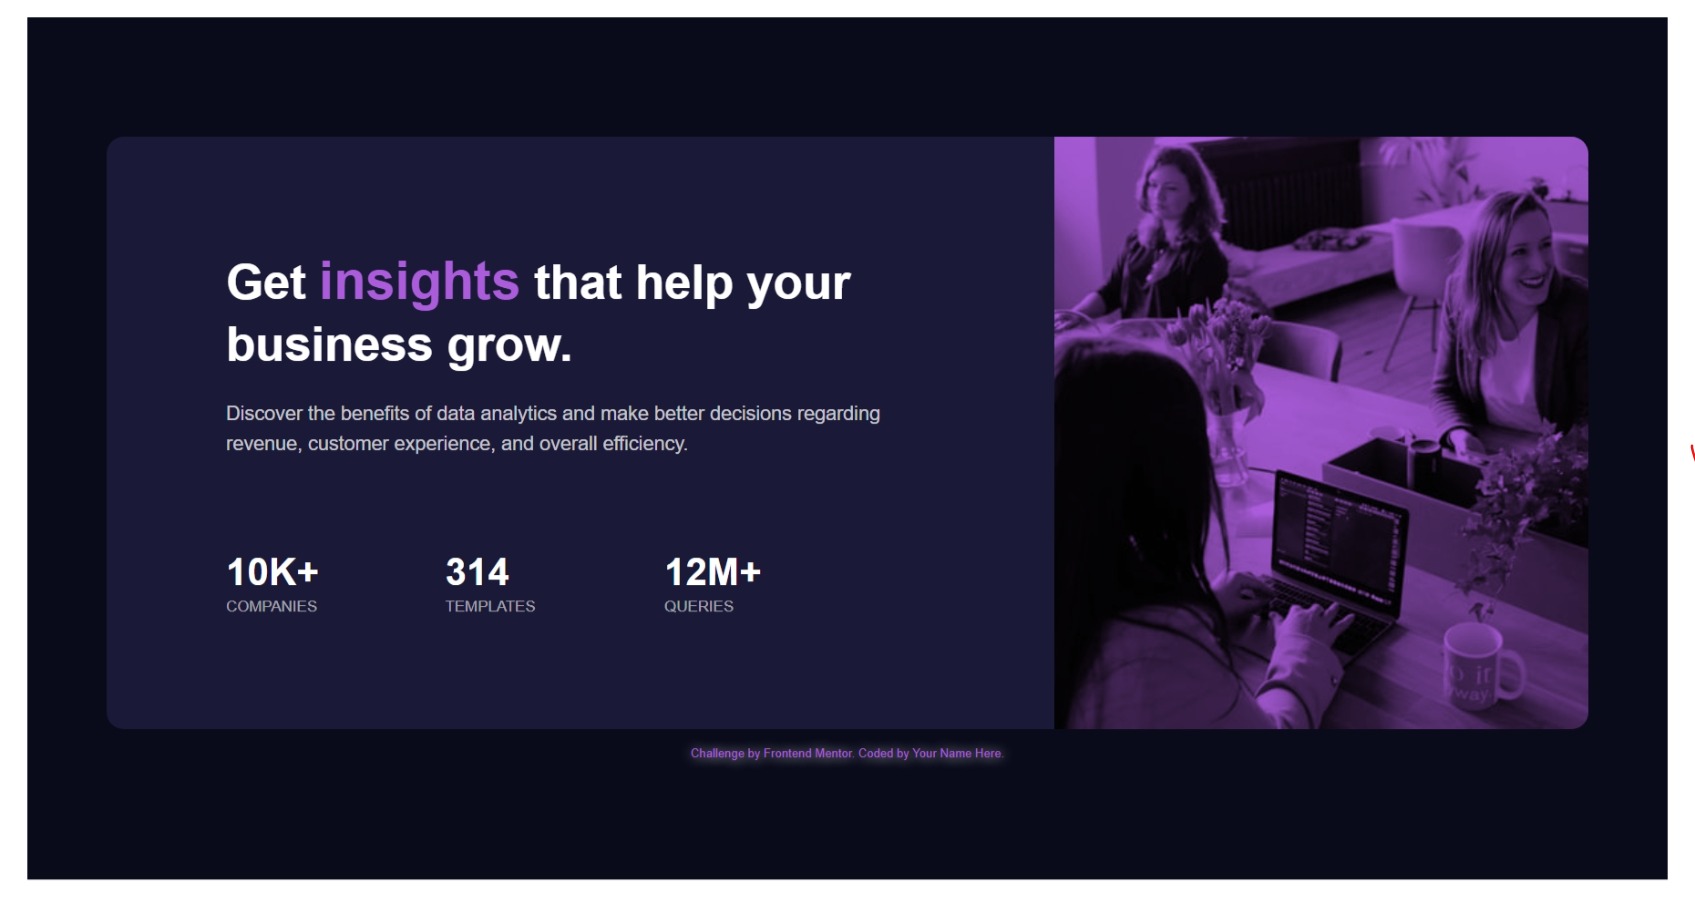 Get insights that help your
business grow.
Discover the benefits of data analytics and make better decisions regarding
revenue, customer experience, and overall efficiency.
10K+ 314 12M+
COMPANIES TEMPLATES QUERIES
Challenge by Frontend Mentor. Coded by Your Name Here.